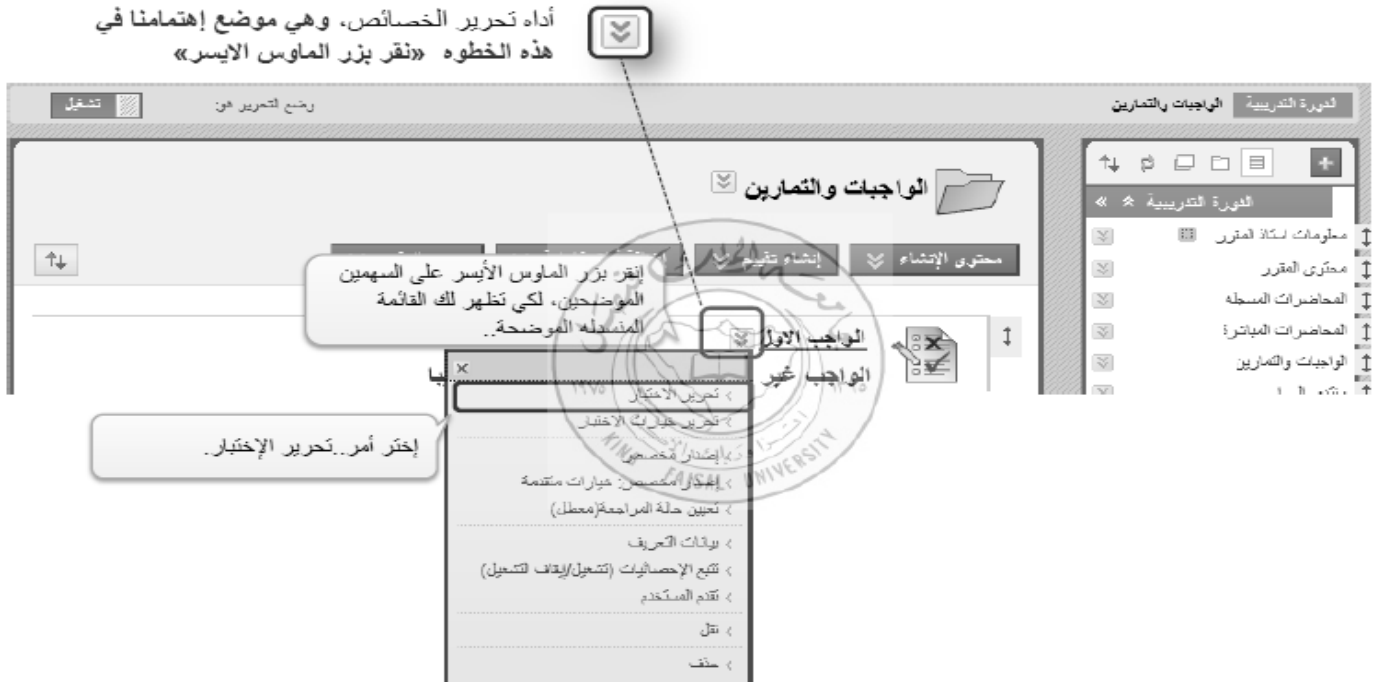 أداه تحرير الخصائص، وهي موضع إهتمامنا في
هذه الخطوه «نقر بزر الماوس الايسر»
الدورة التدريبية الواجبات والتمارين
وضع التحرير هو: تشغيل
الدورة التدريبية
معلومات استاذ المقرر
محتوى المقرر
المحاضرات المسجله
المحاضرات المباشرة
الواجبات والتمارين
الواجبات والتمارين
محتوى الإنشاء
إنشاء تقييم
إنقر بزر الماوس الأيسر على السهمين
الموضحين، لكي تظهر لك القائمة
المنسدله الموضحة..
الواجب الاول
الواجب غير
تحرير الاختبار
تحرير خيارات الاختبار
إصدار مخصص
إصدار مخصص: خيارات متقدمة
تعيين حالة المراجعة(معطل)
بيانات التعريف
تتبع الإحصائيات (تشغيل/إيقاف التشغيل)
تقدم المستخدم
نقل
حذف
إختر أمر..تحرير الإختبار.
١٩٧٥
KING FAISAL UNIVERSITY